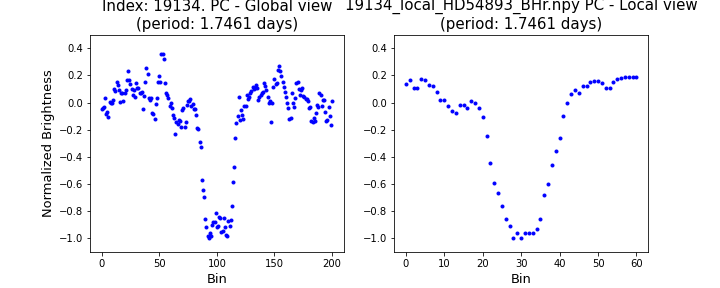 Index: 19134. PC - Global view
(period: 1.7461 days)
19134_local_HD54893_BHr.npy PC - Local view
(period: 1.7461 days)
Normalized Brightness
0.4
0.2
0.0
−0.2
−0.4
−0.6
−0.8
−1.0
0 50 100 150 200
Bin
0.4
0.2
0.0
−0.2
−0.4
−0.6
−0.8
−1.0
0 10 20 30 40 50 60
Bin